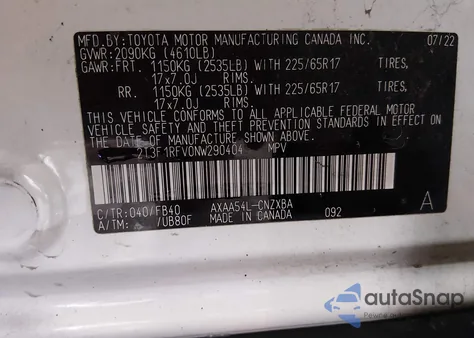 MFD.BY: TOYOTA MOTOR MANUFACTURING CANADA INC. 07/22
GVWR: 2090KG (4610LB)
GAWR: FRT. 1150KG (2535LB) WITH 225/65R17 TIRES,
17x7.0J RIMS.
RR. 1150KG (2535LB) WITH 225/65R17 TIRES,
17x7.0J RIMS.
THIS VEHICLE CONFORMS TO ALL APPLICABLE FEDERAL MOTOR
VEHICLE SAFETY AND THEFT PREVENTION STANDARDS IN EFFECT ON
THE DATE OF MANUFACTURE SHOWN ABOVE.
2T3F1RFV0NW290404 MPV
C/TR: 040/FB40 AXAA54L-CNZXBA A
A/TM: /UB80F MADE IN CANADA 092
autoSnap